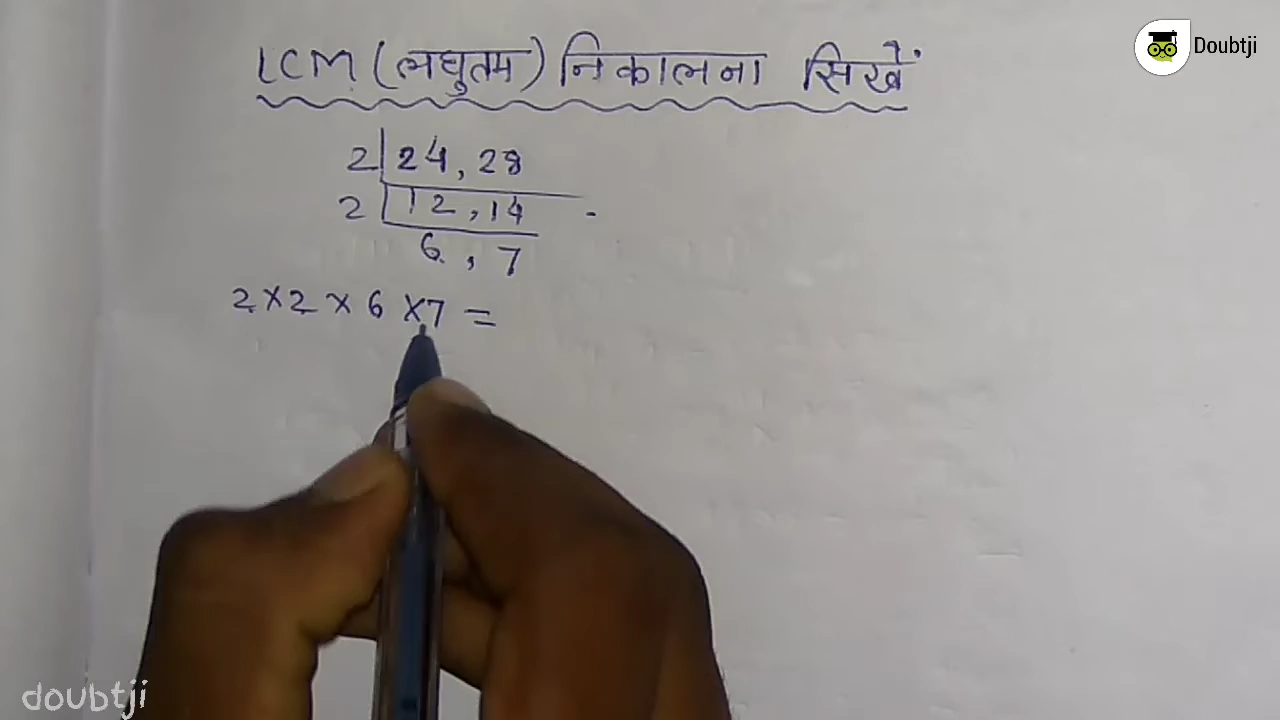 LCM (लघुतम) निकालना सिखें
Doubtji
2 | 24, 28
2 | 12, 14 -
6, 7
2 × 2 × 6 × 7 =
doubtji